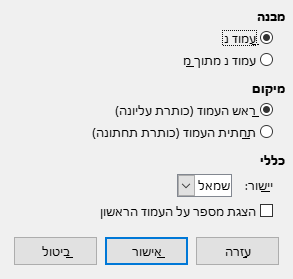 מבנה
עמוד נ
עמוד נ מתוך מ
מיקום
ראש העמוד (כותרת עליונה)
תחתית העמוד (כותרת תחתונה)
כללי
יישור: שמאל
הצגת מספר על העמוד הראשון
עזרה אישור ביטול